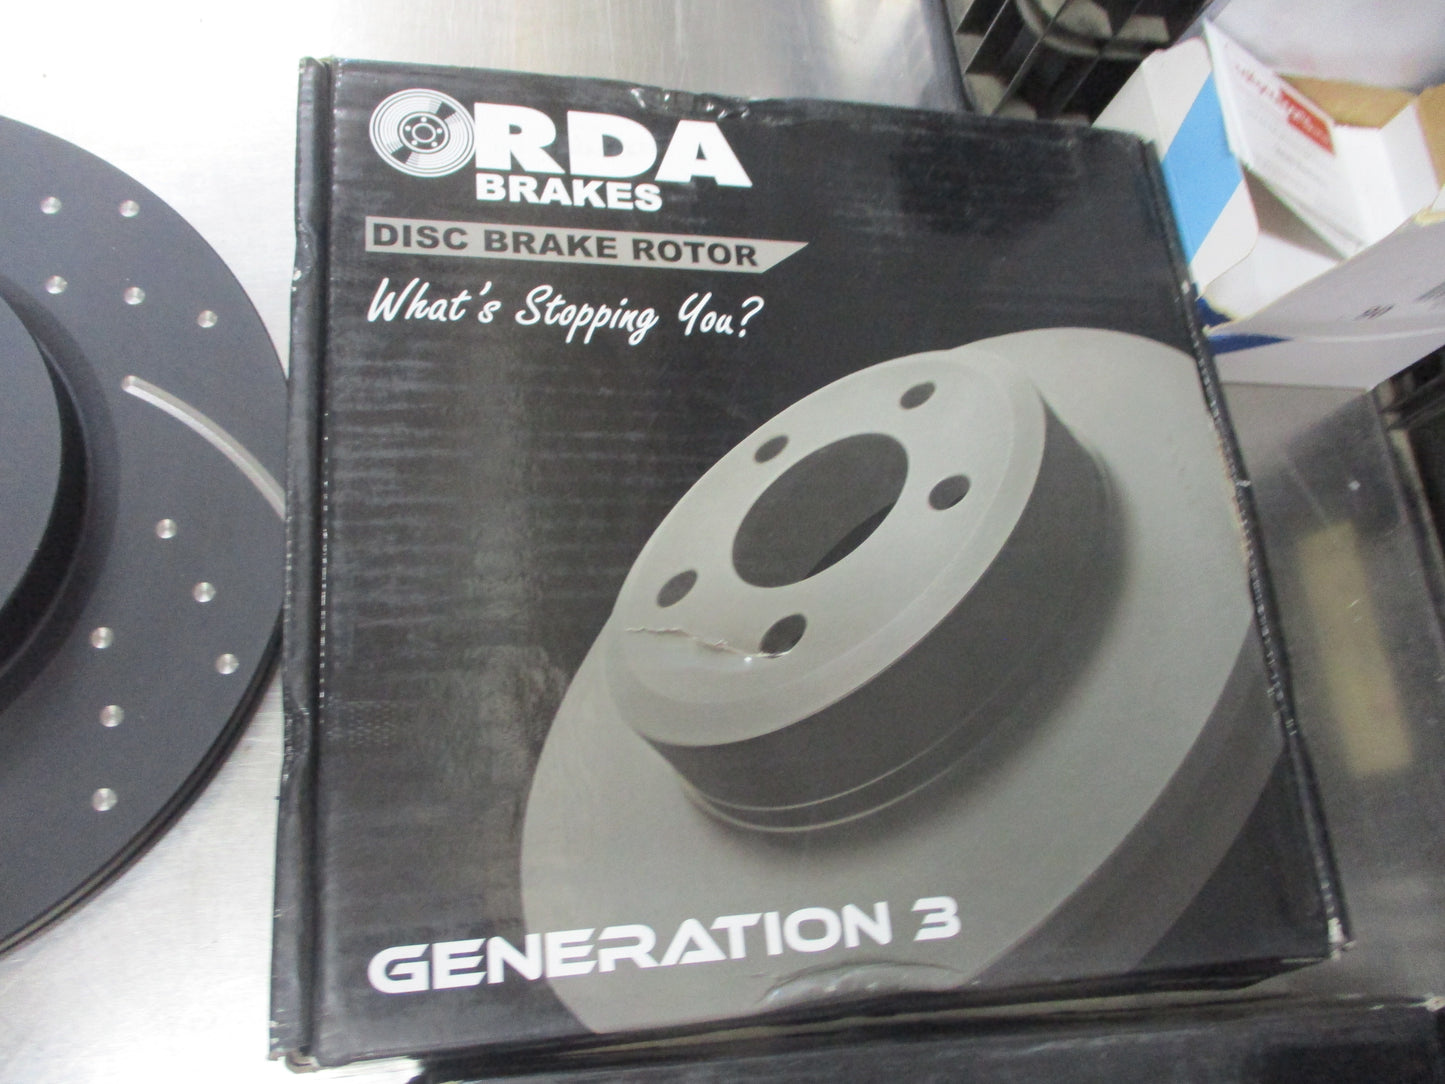 RDA
BRAKES
DISC BRAKE ROTOR
What's Stopping You?
GENERATION 3